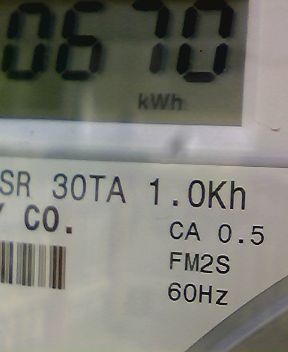 0670
kWh
SR 30TA 1.0Kh
CO.
CA 0.5
FM2S
60Hz